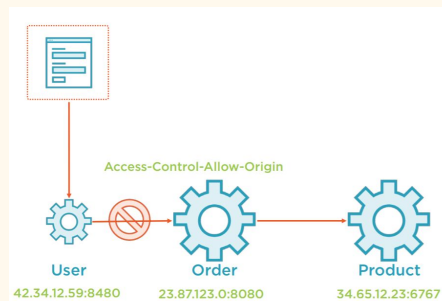 Access-Control-Allow-Origin
User
Order
Product
42.34.12.59:8480
23.87.123.0:8080
34.65.12.23:6767